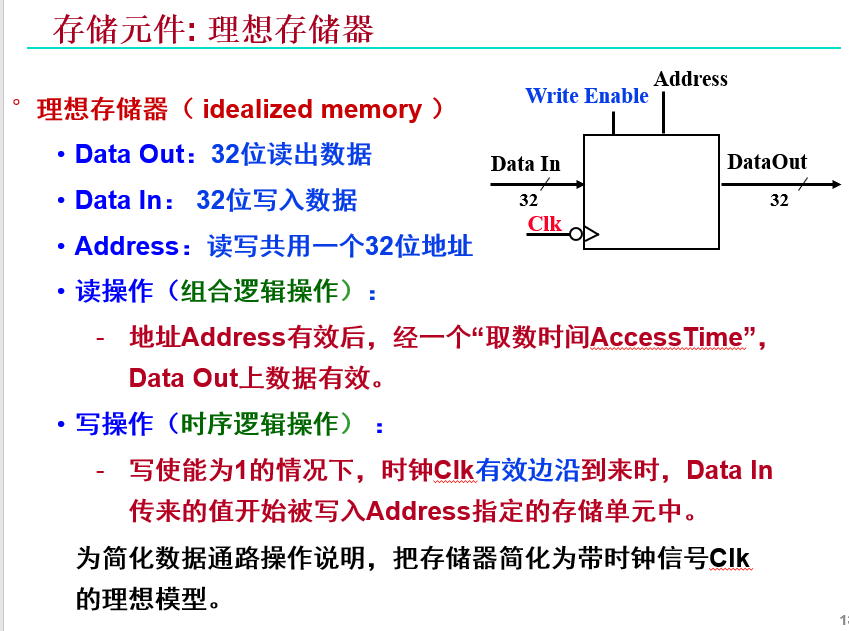 存储元件: 理想存储器
° 理想存储器（ idealized memory ）
• Data Out：32位读出数据
• Data In： 32位写入数据
• Address：读写共用一个32位地址
Write Enable
Address
Data In
32
Clk
DataOut
32
• 读操作（组合逻辑操作）：
- 地址Address有效后，经一个“取数时间AccessTime”，
Data Out上数据有效。
• 写操作（时序逻辑操作） ：
- 写使能为1的情况下，时钟Clk有效边沿到来时，Data In
传来的值开始被写入Address指定的存储单元中。
为简化数据通路操作说明，把存储器简化为带时钟信号Clk
的理想模型。